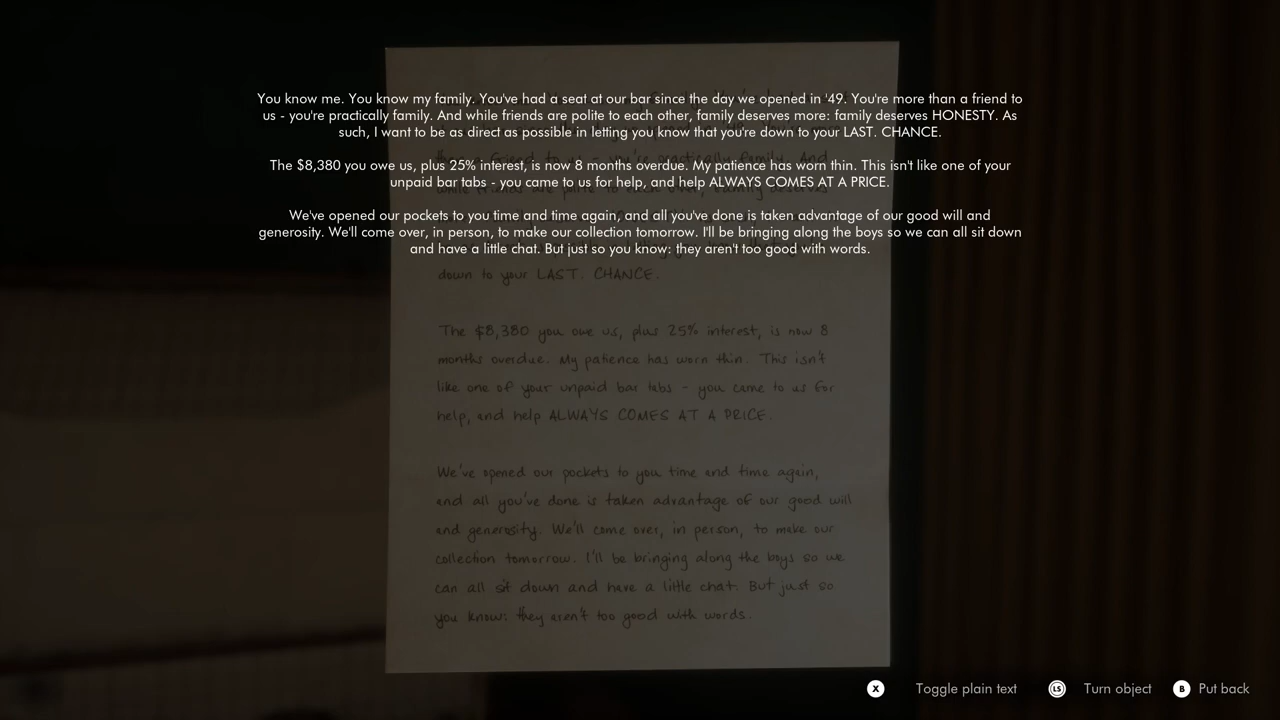 You know me. You know my family. You've had a seat at our bar since the day we opened in '49. You're more than a friend to
us - you're practically family. And while friends are polite to each other, family deserves more: family deserves HONESTY. As
such, I want to be as direct as possible in letting you know that you're down to your LAST. CHANCE.
The $8,380 you owe us, plus 25% interest, is now 8 months overdue. My patience has worn thin. This isn't like one of your
unpaid bar tabs - you came to us for help, and help ALWAYS COMES AT A PRICE.
We've opened our pockets to you time and time again, and all you've done is taken advantage of our good will and
generosity. We'll come over, in person, to make our collection tomorrow. I'll be bringing along the boys so we can all sit down
and have a little chat. But just so you know: they aren't too good with words.
down to your LAST. CHANCE.
The $8,380 you owe us, plus 25% interest, is now 8
months overdue. My patience has worn thin. This isn't
like one of your unpaid bar tabs - you came to us for
help, and help ALWAYS COMES AT A PRICE.
We've opened our pockets to you time and time again,
and all you've done is taken advantage of our good will
and generosity. We'll come over, in person, to make our
collection tomorrow. I'll be bringing along the boys so we
can all sit down and have a little chat. But just so
you know: they aren't too good with words.
X Toggle plain text LS Turn object B Put back